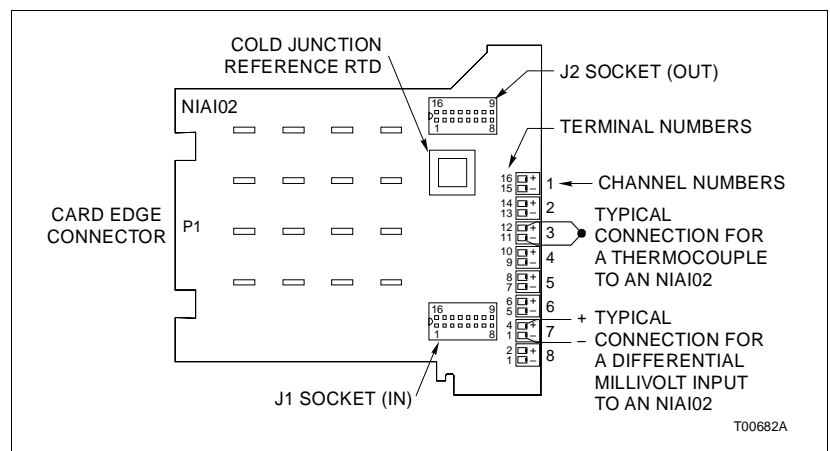 COLD JUNCTION
REFERENCE RTD
J2 SOCKET (OUT)
NIAI02
16 9
1 8
TERMINAL NUMBERS
CHANNEL NUMBERS
16 + 1
15 –
14 + 2
13 –
12 + 3
11 –
10 + 4
9 –
8 + 5
7 –
6 + 6
5 –
4 + 7
1 –
2 + 8
1 –
CARD EDGE
CONNECTOR
P1
TYPICAL
CONNECTION FOR
A THERMOCOUPLE
TO AN NIAI02
16 9
1 8
+ TYPICAL
– CONNECTION FOR
A DIFFERENTIAL
MILLIVOLT INPUT
TO AN NIAI02
J1 SOCKET (IN)
T00682A